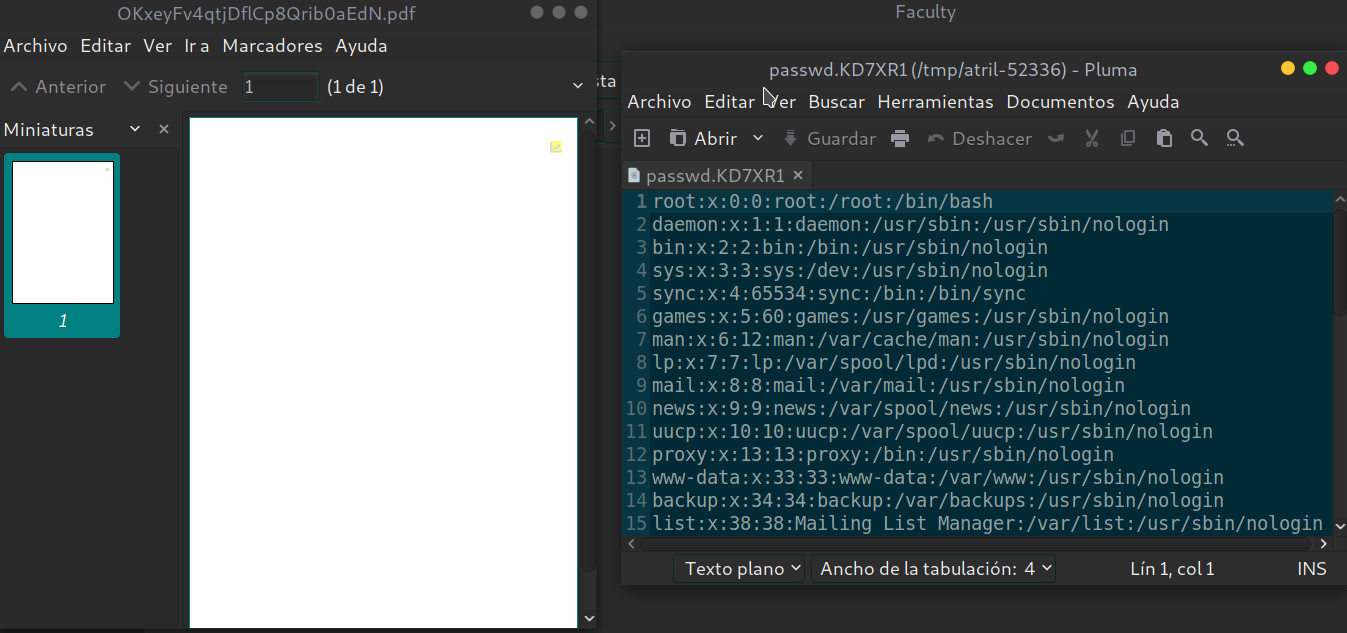 OKxeyFv4qtjDflCp8Qrib0aEdN.pdf
Archivo Editar Ver Ir a Marcadores Ayuda
Anterior Siguiente 1 (1 de 1)
Miniaturas
1
Faculty
sta
passwd.KD7XR1 (/tmp/atril-52336) - Pluma
Archivo Editar Ver Buscar Herramientas Documentos Ayuda
Abrir Guardar Deshacer
passwd.KD7XR1
1 root:x:0:0:root:/root:/bin/bash
2 daemon:x:1:1:daemon:/usr/sbin:/usr/sbin/nologin
3 bin:x:2:2:bin:/bin:/usr/sbin/nologin
4 sys:x:3:3:sys:/dev:/usr/sbin/nologin
5 sync:x:4:65534:sync:/bin:/bin/sync
6 games:x:5:60:games:/usr/games:/usr/sbin/nologin
7 man:x:6:12:man:/var/cache/man:/usr/sbin/nologin
8 lp:x:7:7:lp:/var/spool/lpd:/usr/sbin/nologin
9 mail:x:8:8:mail:/var/mail:/usr/sbin/nologin
10 news:x:9:9:news:/var/spool/news:/usr/sbin/nologin
11 uucp:x:10:10:uucp:/var/spool/uucp:/usr/sbin/nologin
12 proxy:x:13:13:proxy:/bin:/usr/sbin/nologin
13 www-data:x:33:33:www-data:/var/www:/usr/sbin/nologin
14 backup:x:34:34:backup:/var/backups:/usr/sbin/nologin
15 list:x:38:38:Mailing List Manager:/var/list:/usr/sbin/nologin
Texto plano Ancho de la tabulación: 4 Lín 1, col 1 INS